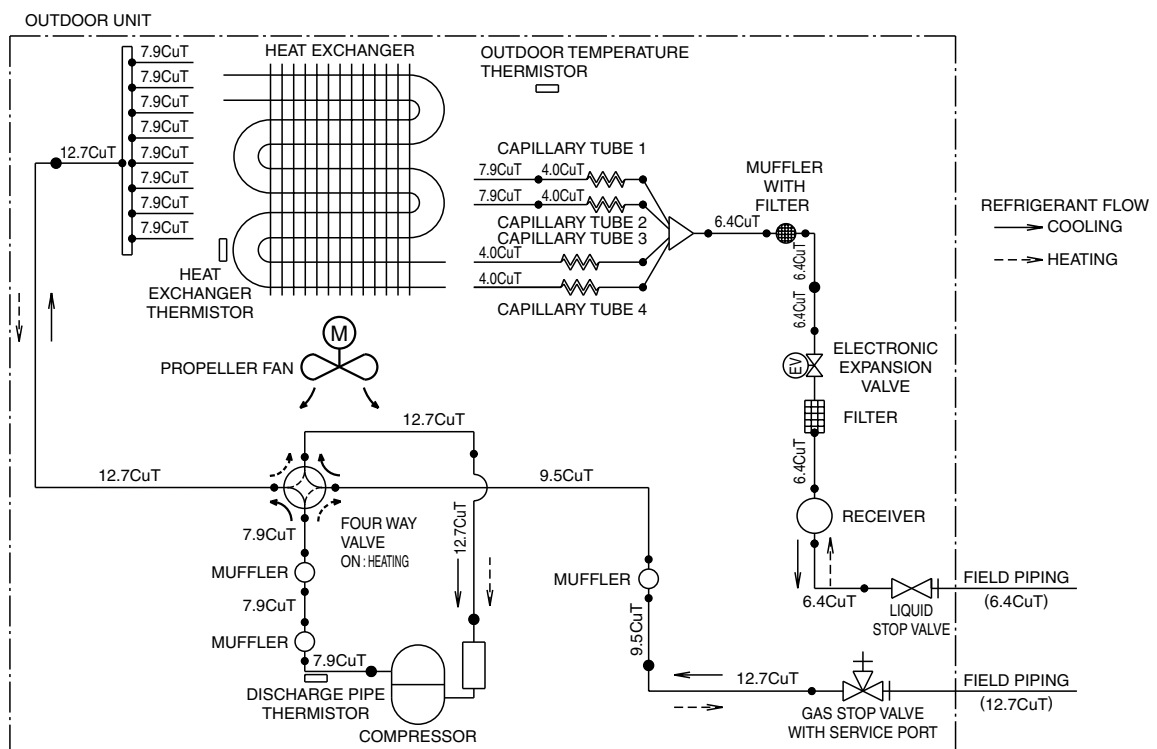 OUTDOOR UNIT
7.9CuT
7.9CuT
7.9CuT
7.9CuT
7.9CuT
7.9CuT
7.9CuT
7.9CuT
12.7CuT
HEAT EXCHANGER
HEAT
EXCHANGER
THERMISTOR
OUTDOOR TEMPERATURE
THERMISTOR
CAPILLARY TUBE 1
7.9CuT 4.0CuT
7.9CuT 4.0CuT
CAPILLARY TUBE 2
CAPILLARY TUBE 3
4.0CuT
4.0CuT
CAPILLARY TUBE 4
6.4CuT
MUFFLER
WITH
FILTER
6.4CuT
6.4CuT
REFRIGERANT FLOW
COOLING
HEATING
M
PROPELLER FAN
EV
ELECTRONIC
EXPANSION
VALVE
FILTER
6.4CuT
RECEIVER
12.7CuT
12.7CuT
9.5CuT
7.9CuT
FOUR WAY
VALVE
ON : HEATING
12.7CuT
MUFFLER
7.9CuT
MUFFLER
7.9CuT
DISCHARGE PIPE
THERMISTOR
COMPRESSOR
MUFFLER
9.5CuT
6.4CuT
LIQUID
STOP VALVE
FIELD PIPING
(6.4CuT)
12.7CuT
GAS STOP VALVE
WITH SERVICE PORT
FIELD PIPING
(12.7CuT)